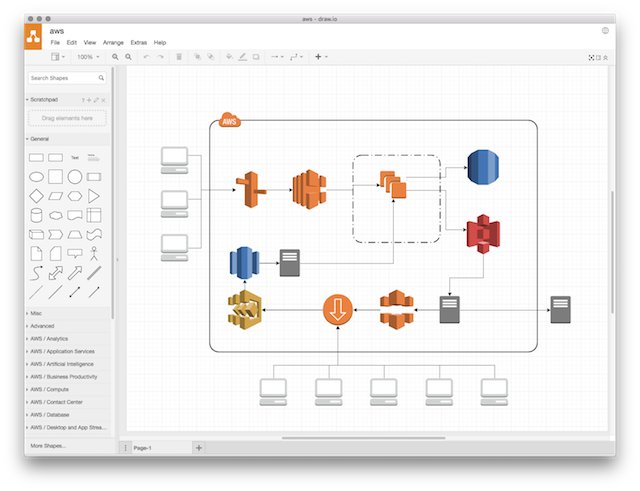 aws - draw.io
aws
File Edit View Arrange Extras Help
100%
Search Shapes
Scratchpad
Drag elements here
General
Text
AWS
Misc
Advanced
AWS / Analytics
AWS / Application Services
AWS / Artificial Intelligence
AWS / Business Productivity
AWS / Compute
AWS / Contact Center
AWS / Database
AWS / Desktop and App Strea...
More Shapes...
Page-1